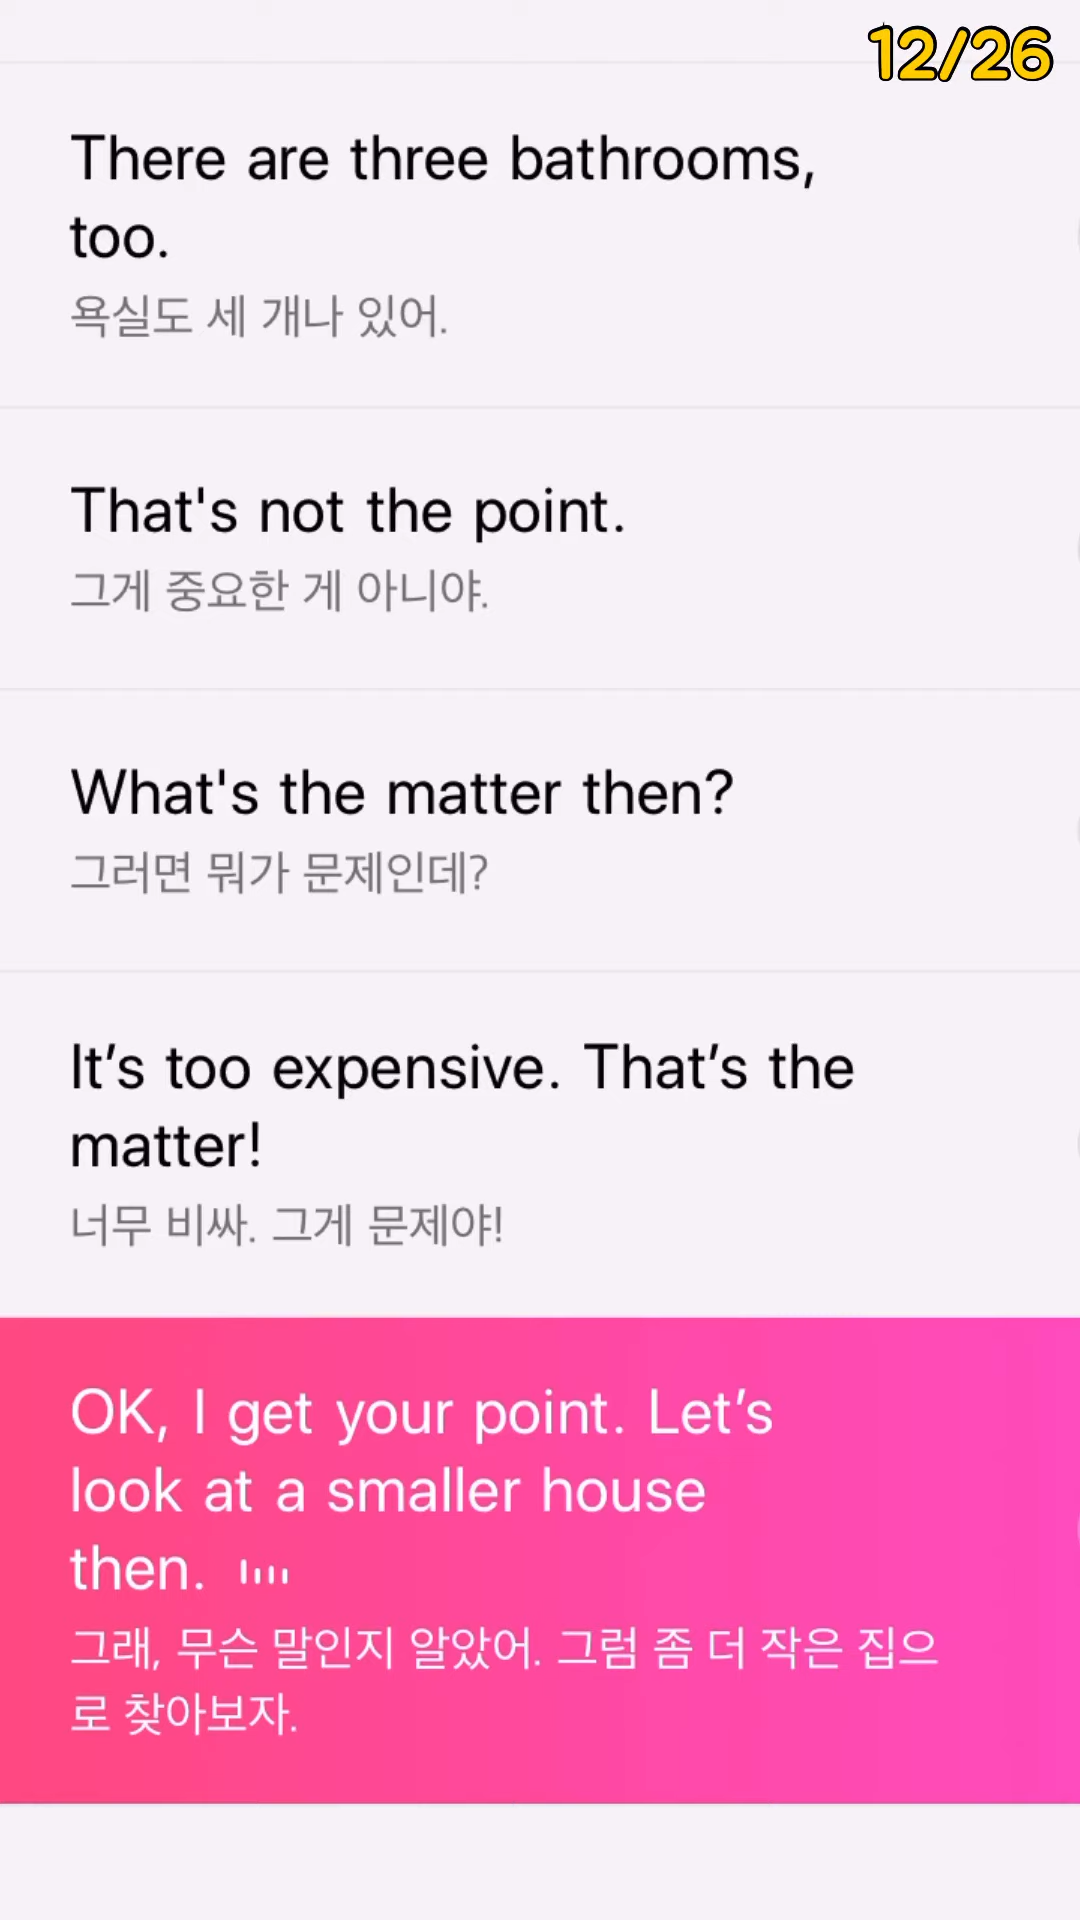 12/26
There are three bathrooms,
too.
욕실도 세 개나 있어.
That's not the point.
그게 중요한 게 아니야.
What's the matter then?
그러면 뭐가 문제인데?
It’s too expensive. That’s the
matter!
너무 비싸. 그게 문제야!
OK, I get your point. Let’s
look at a smaller house
then.
그래, 무슨 말인지 알았어. 그럼 좀 더 작은 집으
로 찾아보자.